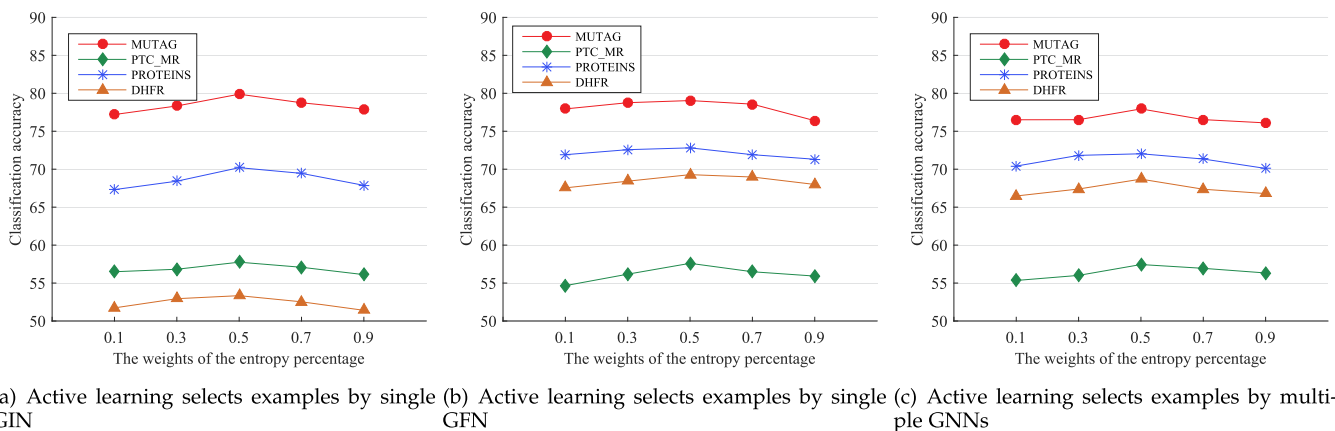 90
85
80
75
70
65
60
55
50
Classification accuracy
MUTAG
PTC_MR
PROTEINS
DHFR
0.1 0.3 0.5 0.7 0.9
The weights of the entropy percentage
a) Active learning selects examples by single
GIN
90
85
80
75
70
65
60
55
50
Classification accuracy
MUTAG
PTC_MR
PROTEINS
DHFR
0.1 0.3 0.5 0.7 0.9
The weights of the entropy percentage
(b) Active learning selects examples by single
GFN
90
85
80
75
70
65
60
55
50
Classification accuracy
MUTAG
PTC_MR
PROTEINS
DHFR
0.1 0.3 0.5 0.7 0.9
The weights of the entropy percentage
(c) Active learning selects examples by multi-
ple GNNs